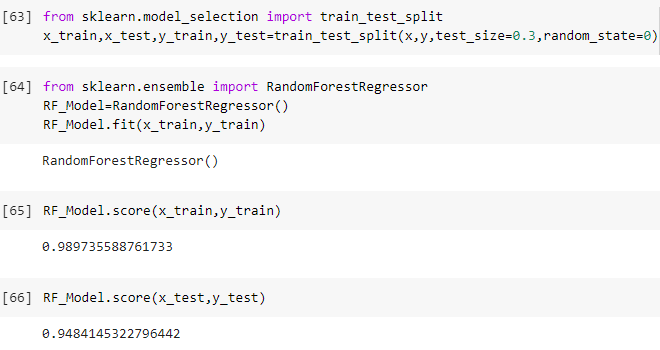 [63] from sklearn.model_selection import train_test_split
x_train,x_test,y_train,y_test=train_test_split(x,y,test_size=0.3,random_state=0)
[64] from sklearn.ensemble import RandomForestRegressor
RF_Model=RandomForestRegressor()
RF_Model.fit(x_train,y_train)
RandomForestRegressor()
[65] RF_Model.score(x_train,y_train)
0.989735588761733
[66] RF_Model.score(x_test,y_test)
0.9484145322796442